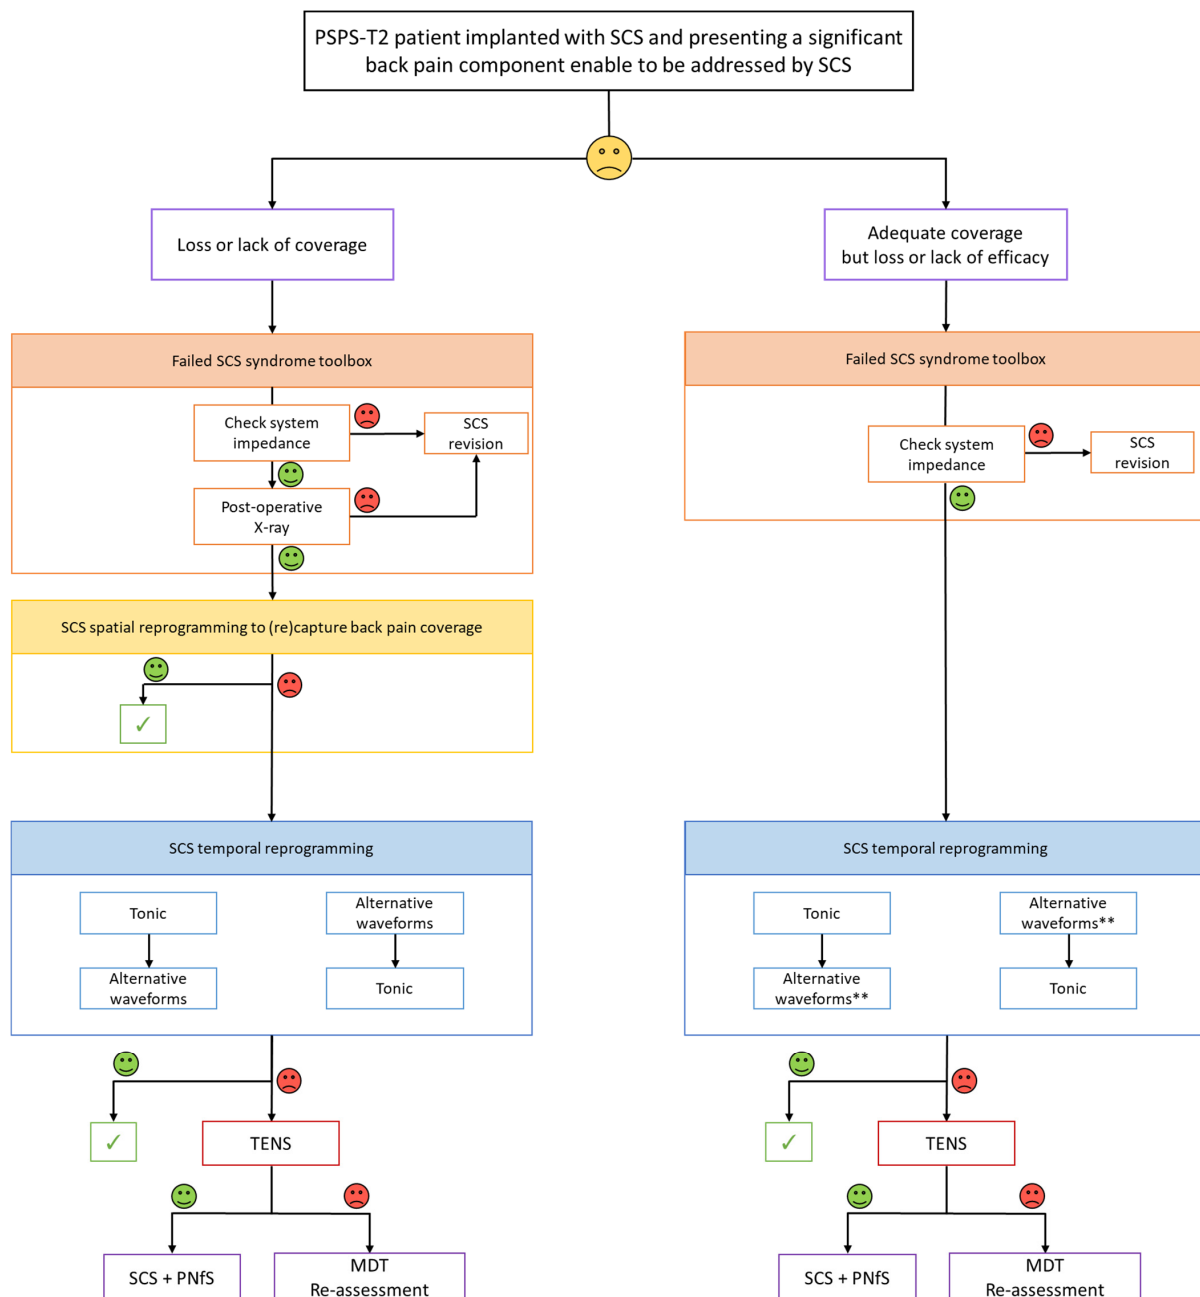 PSPS-T2 patient implanted with SCS and presenting a significant
back pain component enable to be addressed by SCS
Loss or lack of coverage
Adequate coverage
but loss or lack of efficacy
Failed SCS syndrome toolbox
Check system
impedance
SCS
revision
Post-operative
X-ray
Failed SCS syndrome toolbox
Check system
impedance
SCS
revision
SCS spatial reprogramming to (re)capture back pain coverage
✓
SCS temporal reprogramming
Tonic
Alternative
waveforms
Alternative
waveforms
Tonic
SCS temporal reprogramming
Tonic
Alternative
waveforms**
Alternative
waveforms**
Tonic
✓
TENS
SCS + PNfS
MDT
Re-assessment
✓
TENS
SCS + PNfS
MDT
Re-assessment